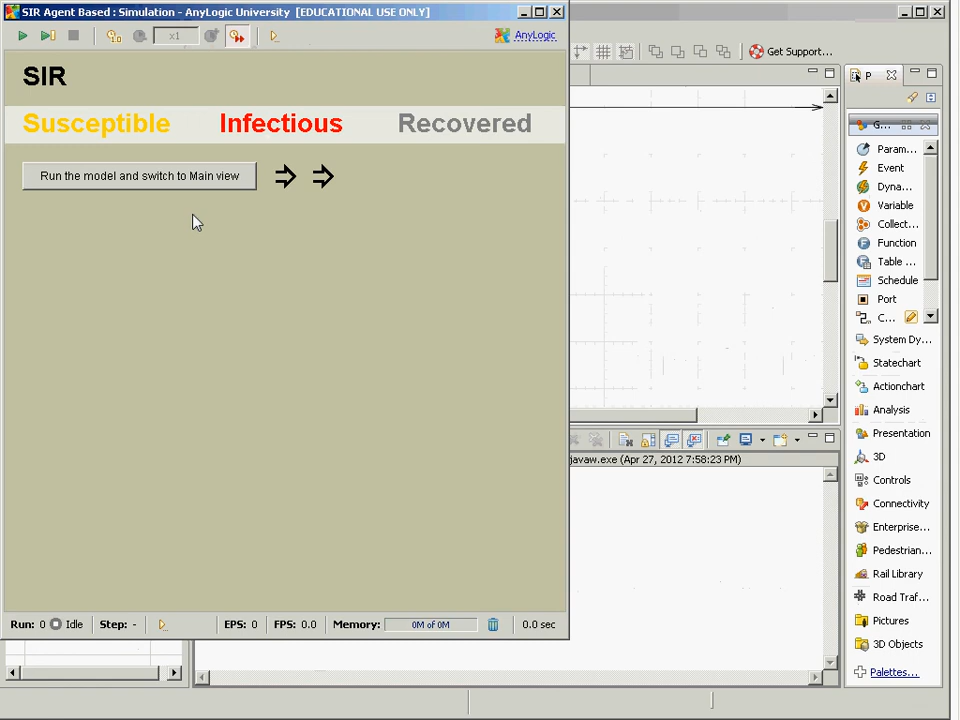 SIR Agent Based : Simulation - AnyLogic University [EDUCATIONAL USE ONLY]
x1
AnyLogic
Get Support...
SIR
P
Susceptible Infectious Recovered
G...
Run the model and switch to Main view
Param...
Event
Dyna...
Variable
Collect...
Function
Table ...
Schedule
Port
C...
System Dy...
Statechart
Actionchart
Analysis
Presentation
3D
Controls
Connectivity
Enterprise...
Pedestrian...
Rail Library
Road Traf...
Pictures
3D Objects
Palettes...
javaw.exe (Apr 27, 2012 7:58:23 PM)
Run: 0 Idle Step: - EPS: 0 FPS: 0.0 Memory: 0M of 0M 0.0 sec